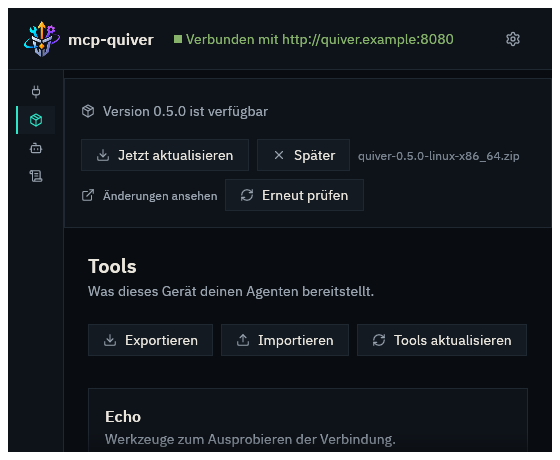 mcp-quiver
Verbunden mit http://quiver.example:8080
Version 0.5.0 ist verfügbar
Jetzt aktualisieren
Später
quiver-0.5.0-linux-x86_64.zip
Änderungen ansehen
Erneut prüfen
Tools
Was dieses Gerät deinen Agenten bereitstellt.
Exportieren
Importieren
Tools aktualisieren
Echo
Werkzeuge zum Ausprobieren der Verbindung.